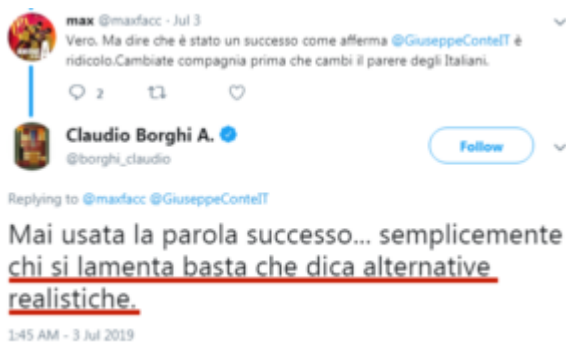 max @maxfacc · Jul 3
Vero. Ma dire che è stato un successo come afferma @GiuseppeConteIT è
ridicolo.Cambiate compagnia prima che cambi il parere degli Italiani.
2
Claudio Borghi A.
Follow
@borghi_claudio
Replying to @maxfacc @GiuseppeConteIT
Mai usata la parola successo... semplicemente
chi si lamenta basta che dica alternative
realistiche.
1:45 AM - 3 Jul 2019